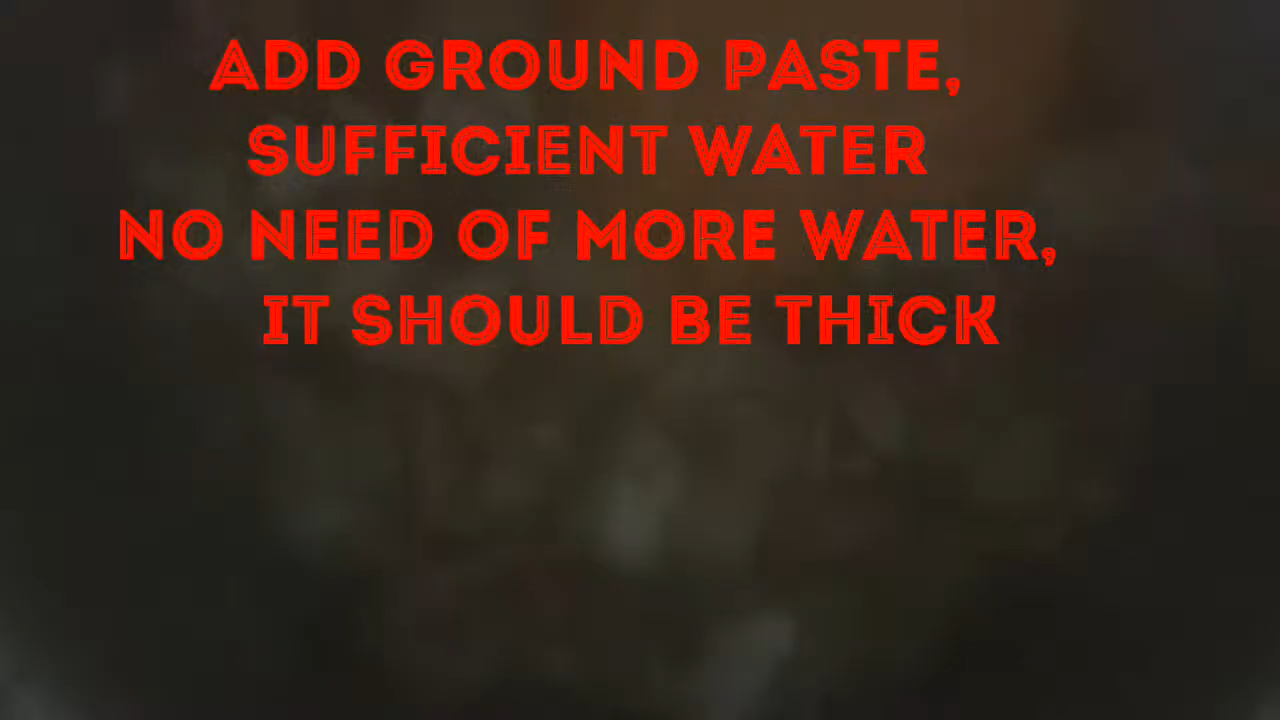 ADD GROUND PASTE,
SUFFICIENT WATER
NO NEED OF MORE WATER,
IT SHOULD BE THICK